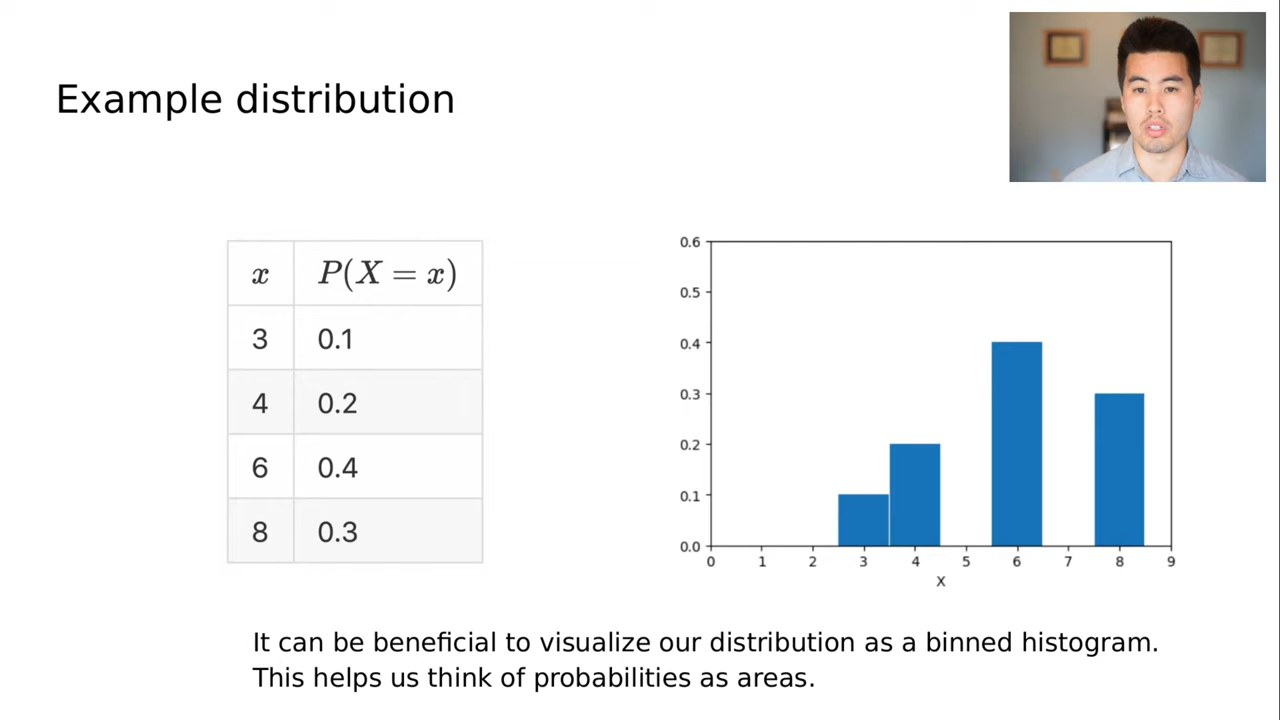 Example distribution
x P(X = x)
3 0.1
4 0.2
6 0.4
8 0.3
0.6
0.5
0.4
0.3
0.2
0.1
0.0
0 1 2 3 4 5 6 7 8 9
X
It can be beneficial to visualize our distribution as a binned histogram.
This helps us think of probabilities as areas.